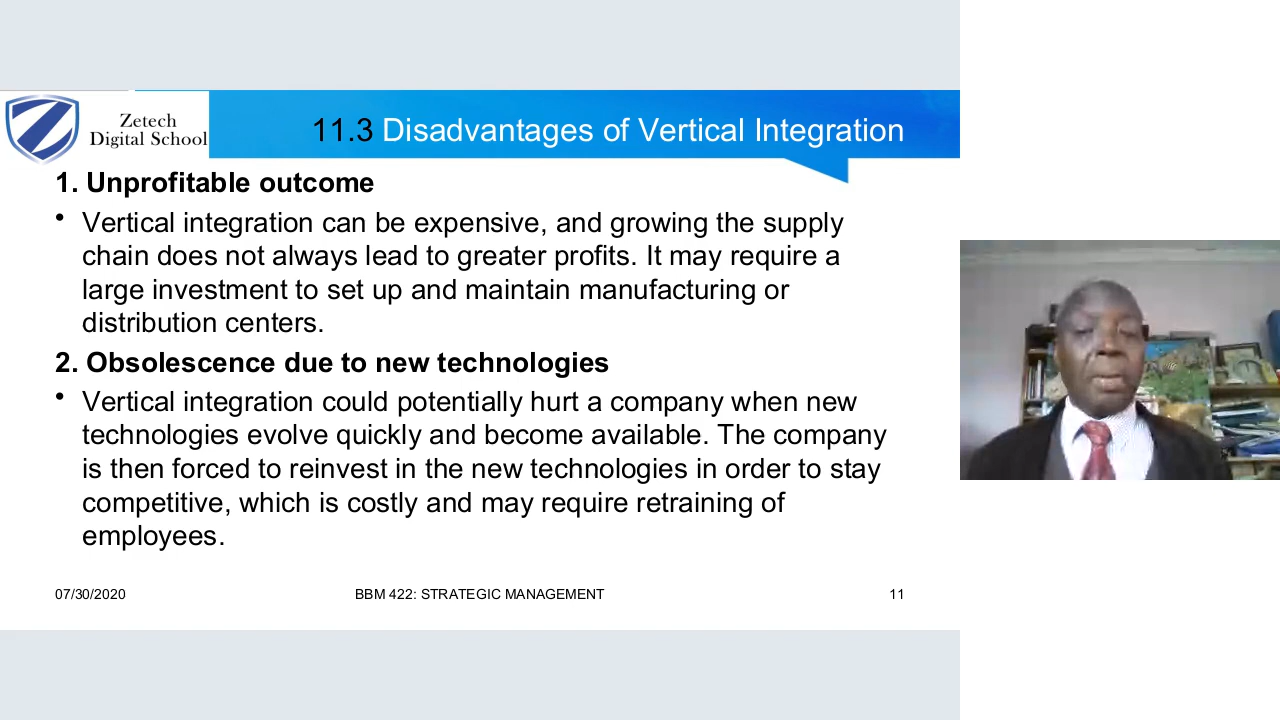 Zetech
Digital School
11.3 Disadvantages of Vertical Integration
1. Unprofitable outcome
• Vertical integration can be expensive, and growing the supply
chain does not always lead to greater profits. It may require a
large investment to set up and maintain manufacturing or
distribution centers.
2. Obsolescence due to new technologies
• Vertical integration could potentially hurt a company when new
technologies evolve quickly and become available. The company
is then forced to reinvest in the new technologies in order to stay
competitive, which is costly and may require retraining of
employees.
07/30/2020
BBM 422: STRATEGIC MANAGEMENT
11